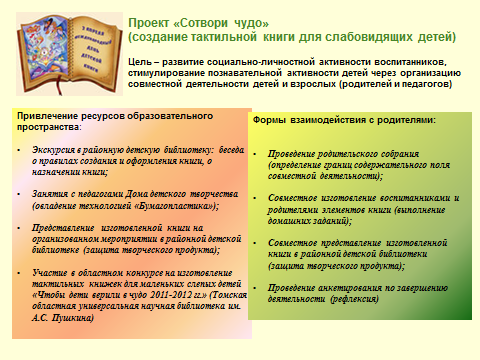 2 АПРЕЛЯ
МЕЖДУНАРОДНЫЙ
ДЕНЬ
ДЕТСКОЙ
КНИГИ
Проект «Сотвори чудо»
(создание тактильной книги для слабовидящих детей)
Цель – развитие социально-личностной активности воспитанников,
стимулирование познавательной активности детей через организацию
совместной деятельности детей и взрослых (родителей и педагогов)
Привлечение ресурсов образовательного
пространства:
• Экскурсия в районную детскую библиотеку: беседа
о правилах создания и оформления книги, о
назначении книги;
• Занятия с педагогами Дома детского творчества
(овладение технологией «Бумагопластика»);
• Представление изготовленной книги на
организованном мероприятии в районной детской
библиотеке (защита творческого продукта);
• Участие в областном конкурсе на изготовление
тактильных книжек для маленьких слепых детей
«Чтобы дети верили в чудо 2011-2012 гг.» (Томская
областная универсальная научная библиотека им.
А.С. Пушкина)
Формы взаимодействия с родителями:
• Проведение родительского собрания
(определение границ содержательного поля
совместной деятельности);
• Совместное изготовление воспитанниками и
родителями элементов книги (выполнение
домашних заданий);
• Совместное представление изготовленной
книги в районной детской библиотеки
(защита творческого продукта);
• Проведение анкетирования по завершению
деятельности (рефлексия)